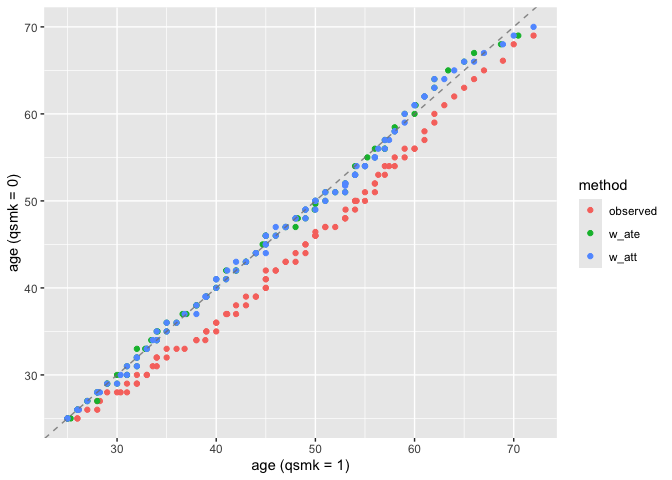 70
60
50
40
30
age (qsmk = 0)
30
40
50
60
70
age (qsmk = 1)
method
observed
w_ate
w_att